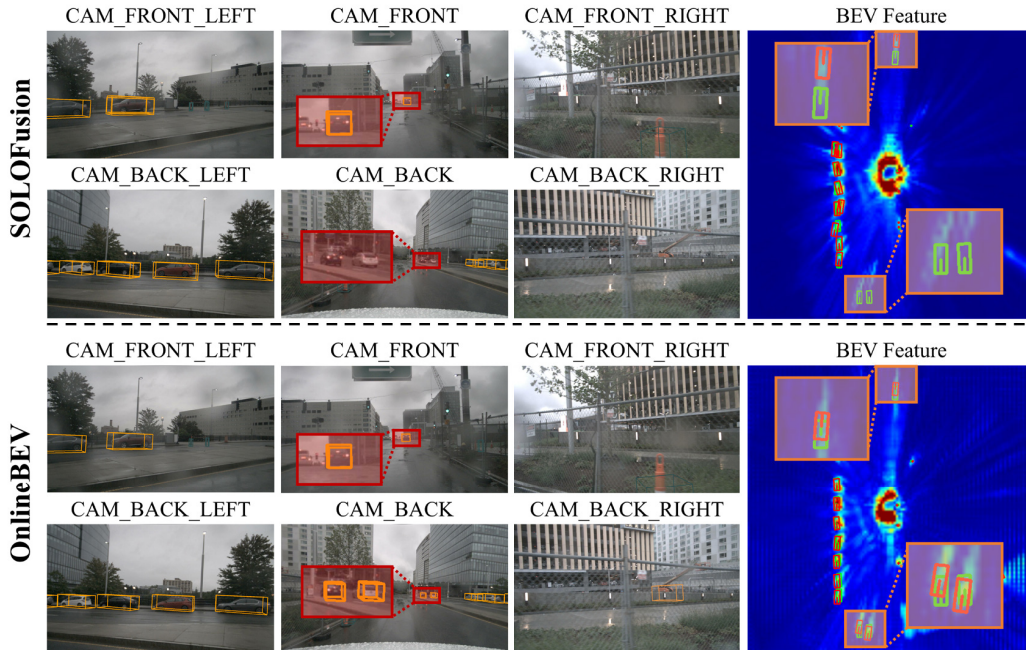 CAM_FRONT_LEFT CAM_FRONT CAM_FRONT_RIGHT BEV Feature
SOLOFusion
CAM_BACK_LEFT CAM_BACK CAM_BACK_RIGHT
CAM_FRONT_LEFT CAM_FRONT CAM_FRONT_RIGHT BEV Feature
OnlineBEV
CAM_BACK_LEFT CAM_BACK CAM_BACK_RIGHT